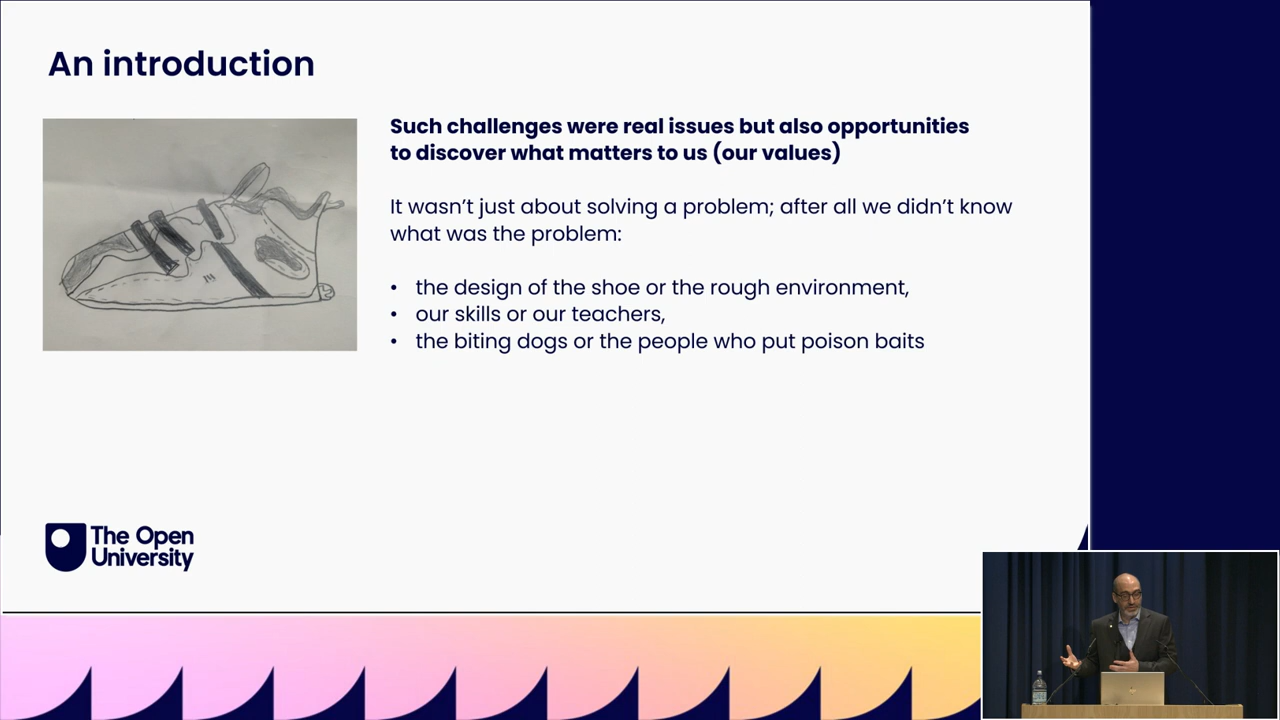 An introduction
Such challenges were real issues but also opportunities
to discover what matters to us (our values)
It wasn’t just about solving a problem; after all we didn’t know
what was the problem:
• the design of the shoe or the rough environment,
• our skills or our teachers,
• the biting dogs or the people who put poison baits
The Open
University